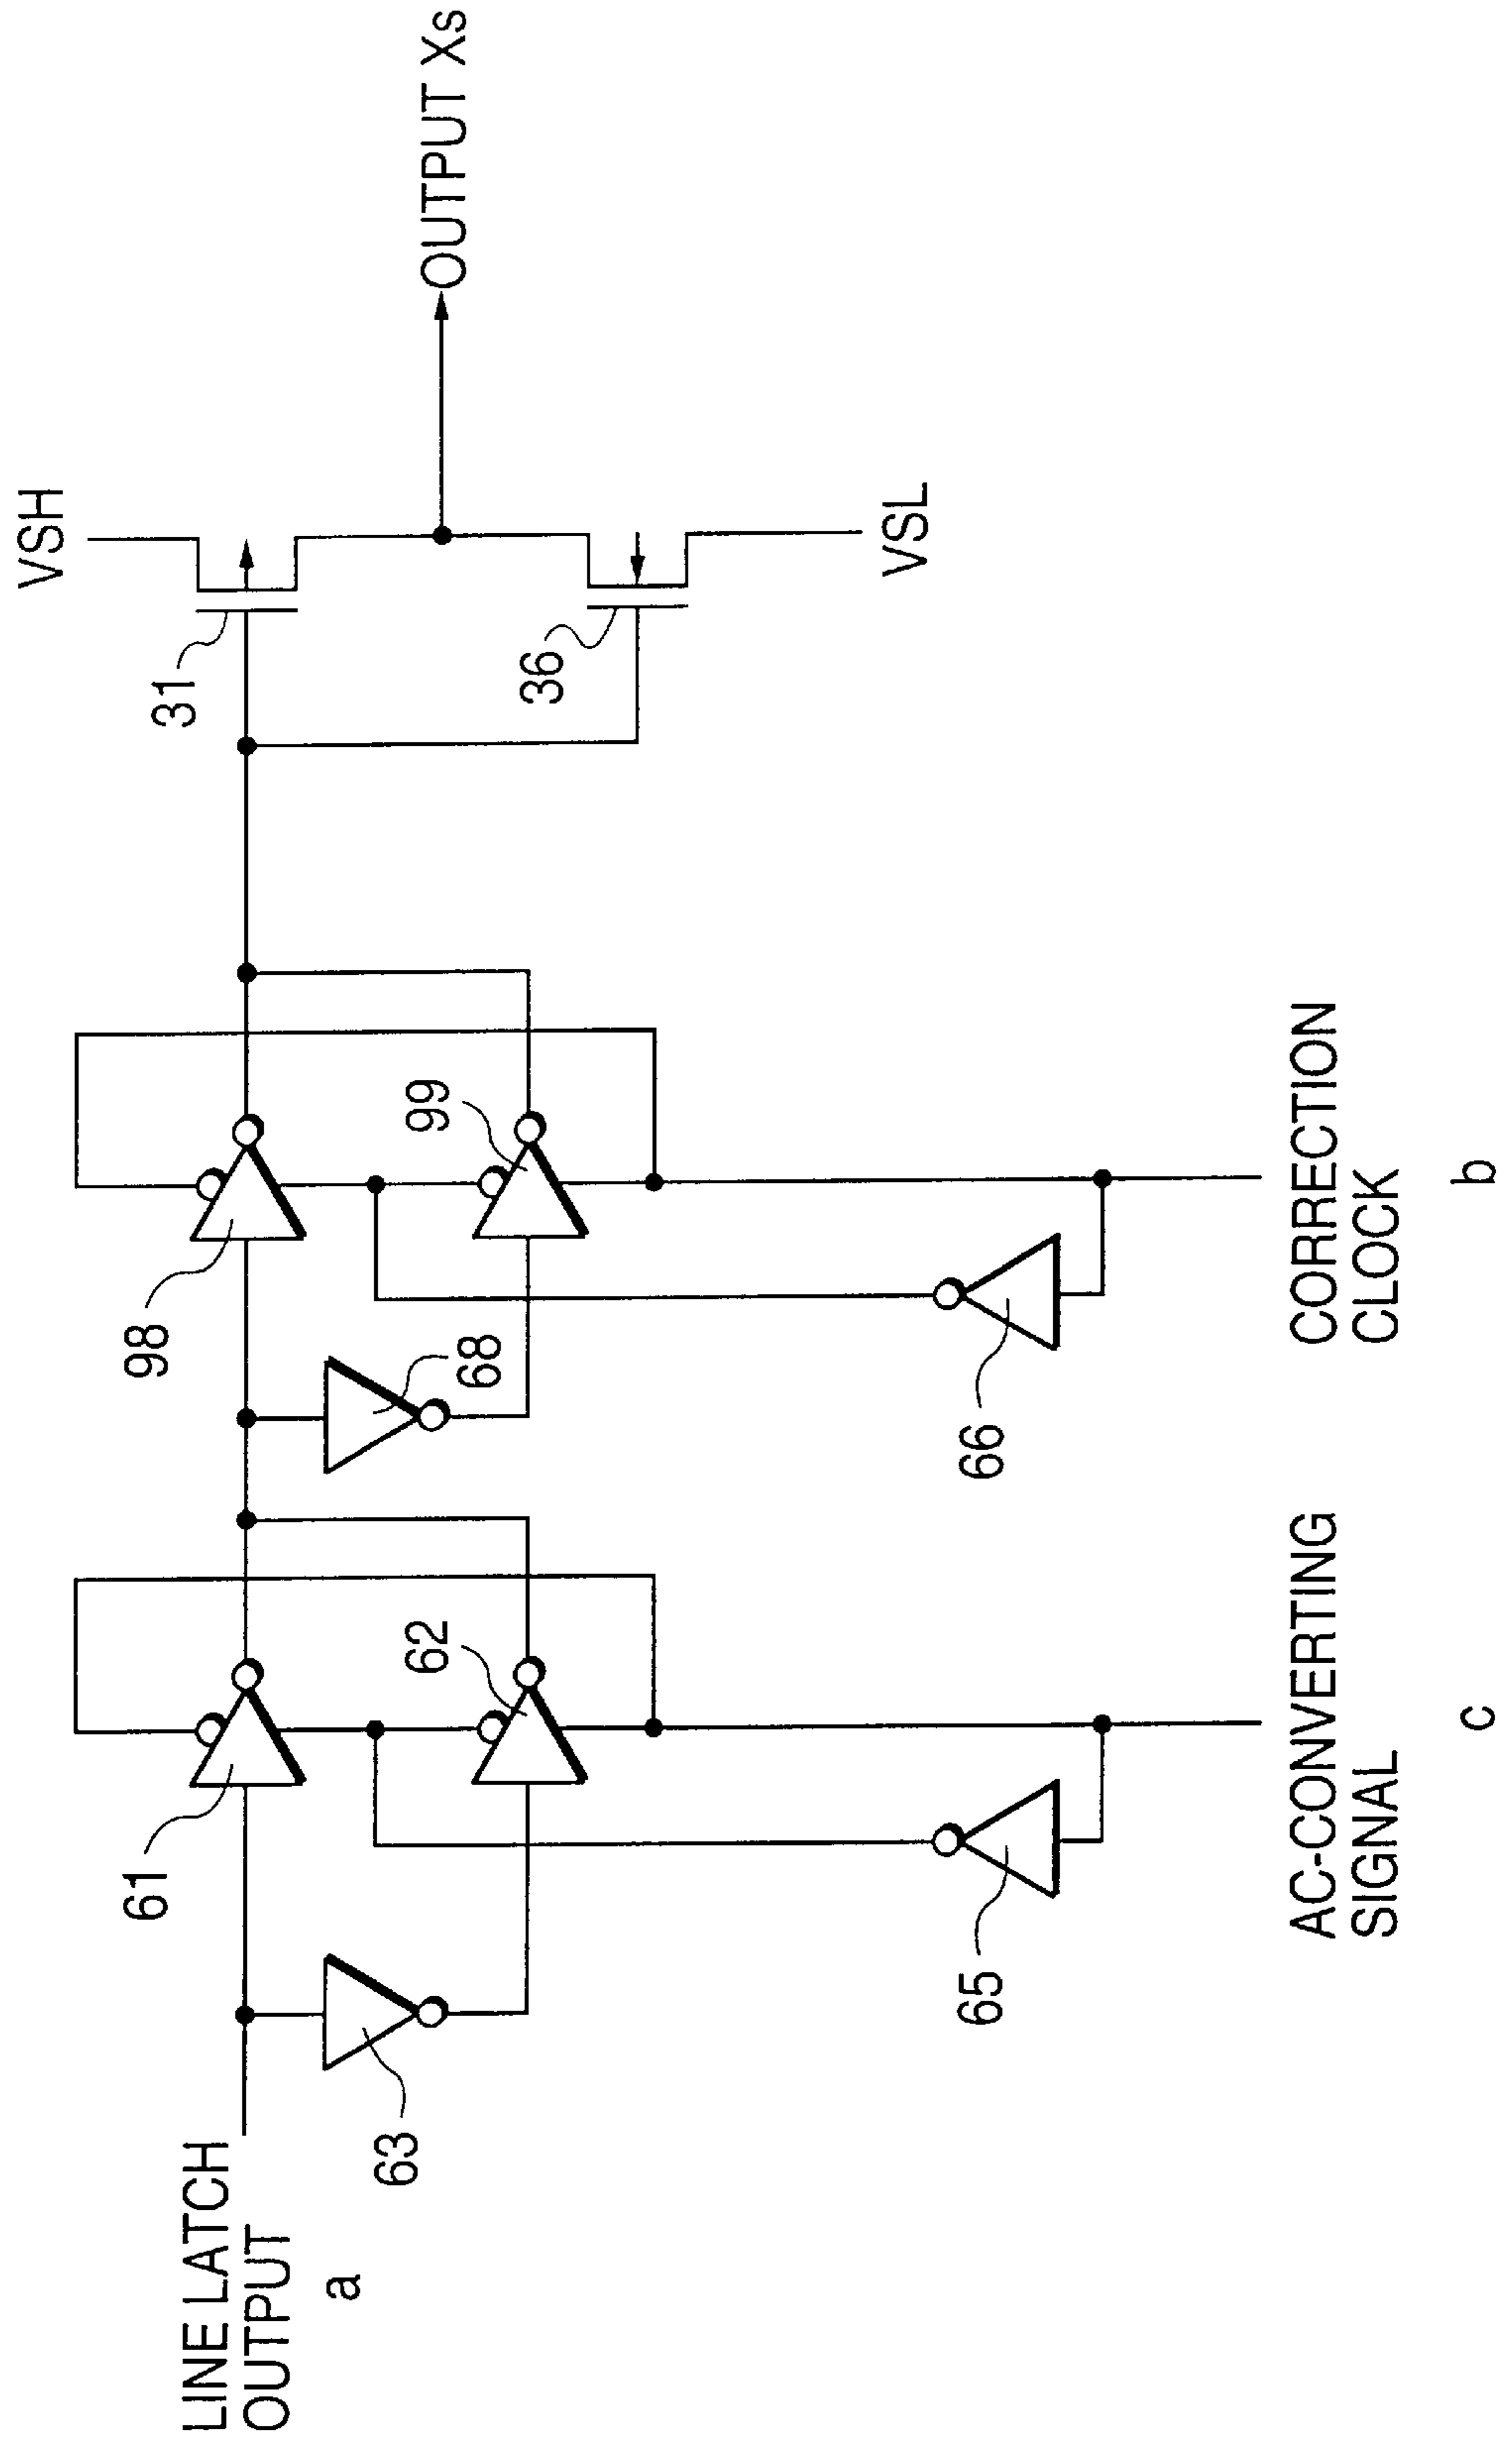 LINE LATCH
OUTPUT
a
63
61
62
65
AC-CONVERTING
SIGNAL
c
98
68
99
66
CORRECTION
CLOCK
b
31
36
VSH
VSL
OUTPUT Xs